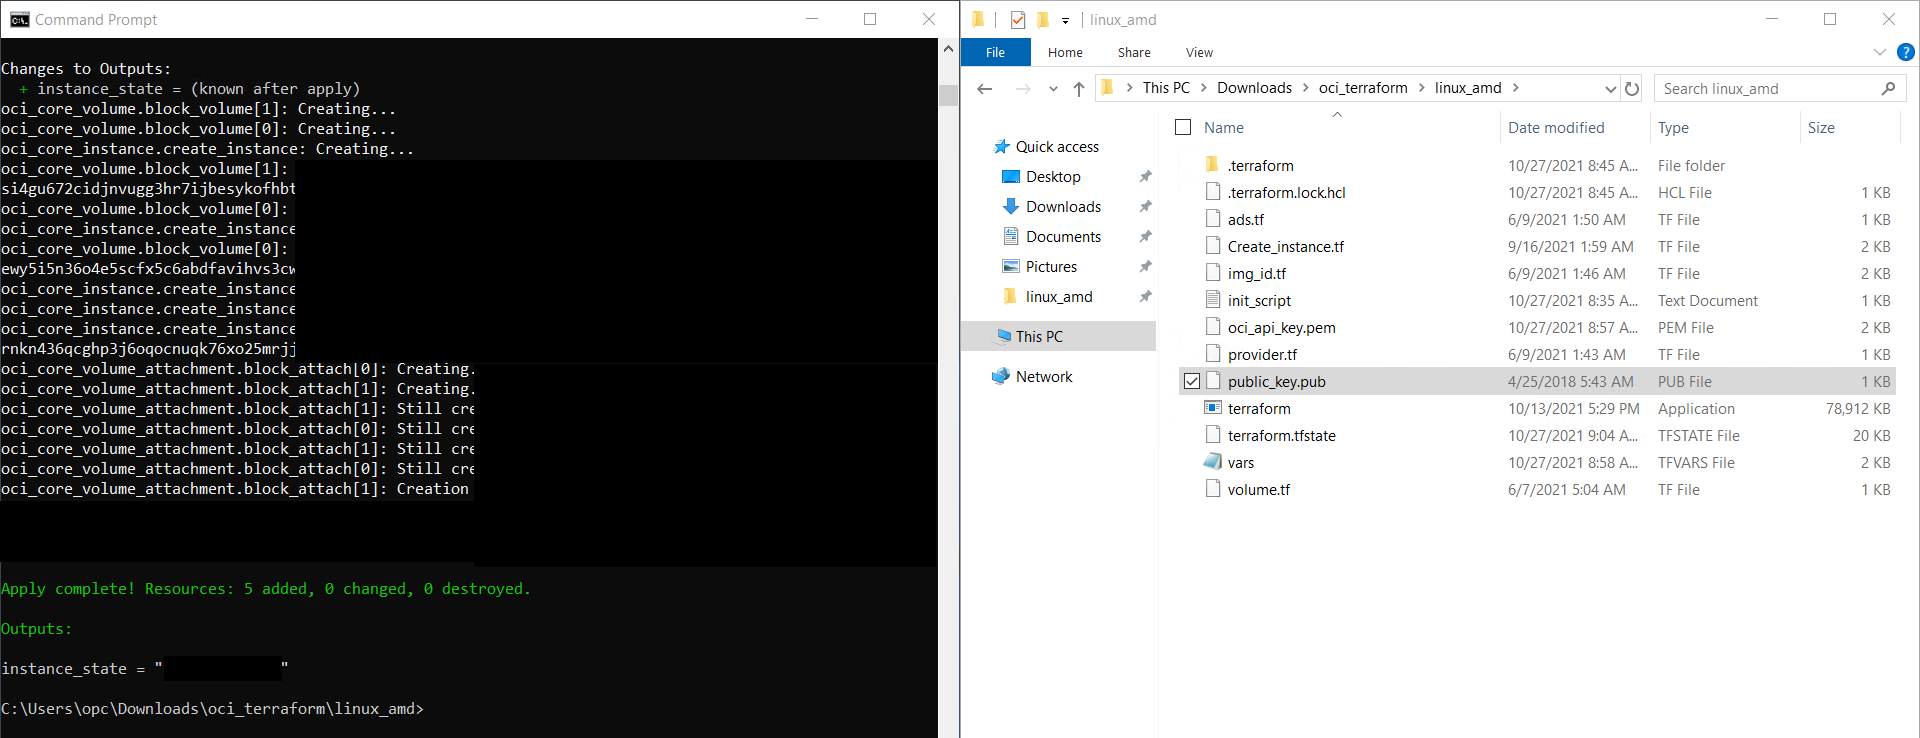 Command Prompt
Changes to Outputs:
+ instance_state = (known after apply)
oci_core_volume.block_volume[1]: Creating...
oci_core_volume.block_volume[0]: Creating...
oci_core_instance.create_instance: Creating...
oci_core_volume.block_volume[1]:
si4gu672cidjnvugg3hr7ijbesykofhbt
oci_core_volume.block_volume[0]:
oci_core_instance.create_instance
oci_core_volume.block_volume[0]:
ewy5i5n36o4e5scfx5c6abdfavihvs3cw
oci_core_instance.create_instance
oci_core_instance.create_instance
oci_core_instance.create_instance
rnkn436qcghp3j6oqocnuqk76xo25mrjj
oci_core_volume_attachment.block_attach[0]: Creating.
oci_core_volume_attachment.block_attach[1]: Creating.
oci_core_volume_attachment.block_attach[1]: Still cre
oci_core_volume_attachment.block_attach[0]: Still cre
oci_core_volume_attachment.block_attach[1]: Still cre
oci_core_volume_attachment.block_attach[0]: Still cre
oci_core_volume_attachment.block_attach[1]: Creation
Apply complete! Resources: 5 added, 0 changed, 0 destroyed.
Outputs:
instance_state = " "
C:\Users\opc\Downloads\oci_terraform\linux_amd>
linux_amd
File Home Share View
This PC > Downloads > oci_terraform > linux_amd >
Search linux_amd
Quick access
Desktop
Downloads
Documents
Pictures
linux_amd
This PC
Network
Name Date modified Type Size
.terraform 10/27/2021 8:45 A... File folder
.terraform.lock.hcl 10/27/2021 8:45 A... HCL File 1 KB
ads.tf 6/9/2021 1:50 AM TF File 1 KB
Create_instance.tf 9/16/2021 1:59 AM TF File 2 KB
img_id.tf 6/9/2021 1:46 AM TF File 2 KB
init_script 10/27/2021 8:35 A... Text Document 1 KB
oci_api_key.pem 10/27/2021 8:57 A... PEM File 2 KB
provider.tf 6/9/2021 1:43 AM TF File 1 KB
public_key.pub 4/25/2018 5:43 AM PUB File 1 KB
terraform 10/13/2021 5:29 PM Application 78,912 KB
terraform.tfstate 10/27/2021 9:04 A... TFSTATE File 20 KB
vars 10/27/2021 8:58 A... TFVARS File 2 KB
volume.tf 6/7/2021 5:04 AM TF File 1 KB